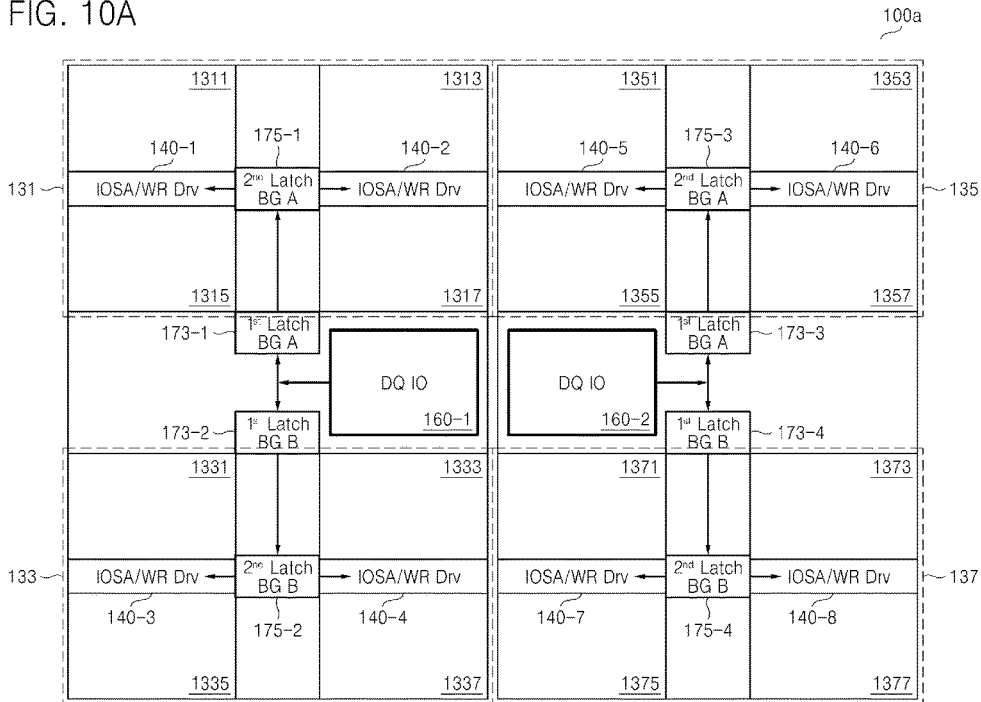 FIG. 10A
100a
1311 1313 1351 1353
175-1 175-3
140-1 140-2 140-5 140-6
131 IOSA/WR Drv 2nd Latch BG A IOSA/WR Drv IOSA/WR Drv 2nd Latch BG A IOSA/WR Drv 135
1315 1317 1355 1357
173-1 1st Latch BG A 1st Latch BG A 173-3
DQ IO DQ IO
160-1 160-2
173-2 1s Latch BG B 1st Latch BG B 173-4
1331 1333 1371 1373
133 IOSA/WR Drv 2nd Latch BG B IOSA/WR Drv IOSA/WR Drv 2nd Latch BG B IOSA/WR Drv 137
140-3 140-4 140-7 140-8
175-2 175-4
1335 1337 1375 1377